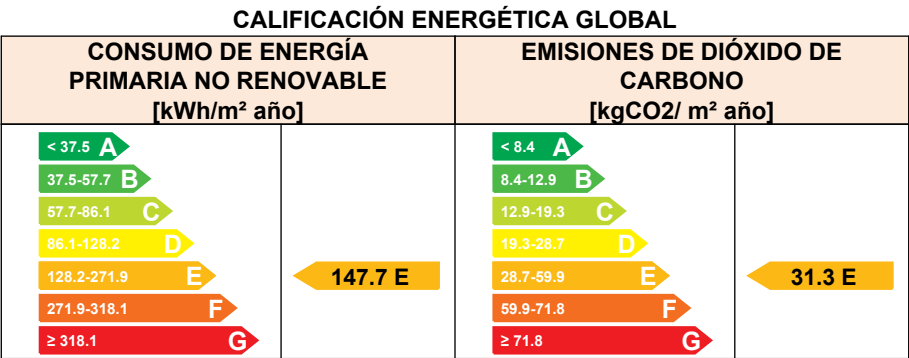 CALIFICACIÓN ENERGÉTICA GLOBAL
CONSUMO DE ENERGÍA
PRIMARIA NO RENOVABLE
[kWh/m² año]
EMISIONES DE DIÓXIDO DE
CARBONO
[kgCO2/ m² año]
< 37.5 A
37.5-57.7 B
57.7-86.1 C
86.1-128.2 D
128.2-271.9 E
271.9-318.1 F
≥ 318.1 G
147.7 E
< 8.4 A
8.4-12.9 B
12.9-19.3 C
19.3-28.7 D
28.7-59.9 E
59.9-71.8 F
≥ 71.8 G
31.3 E